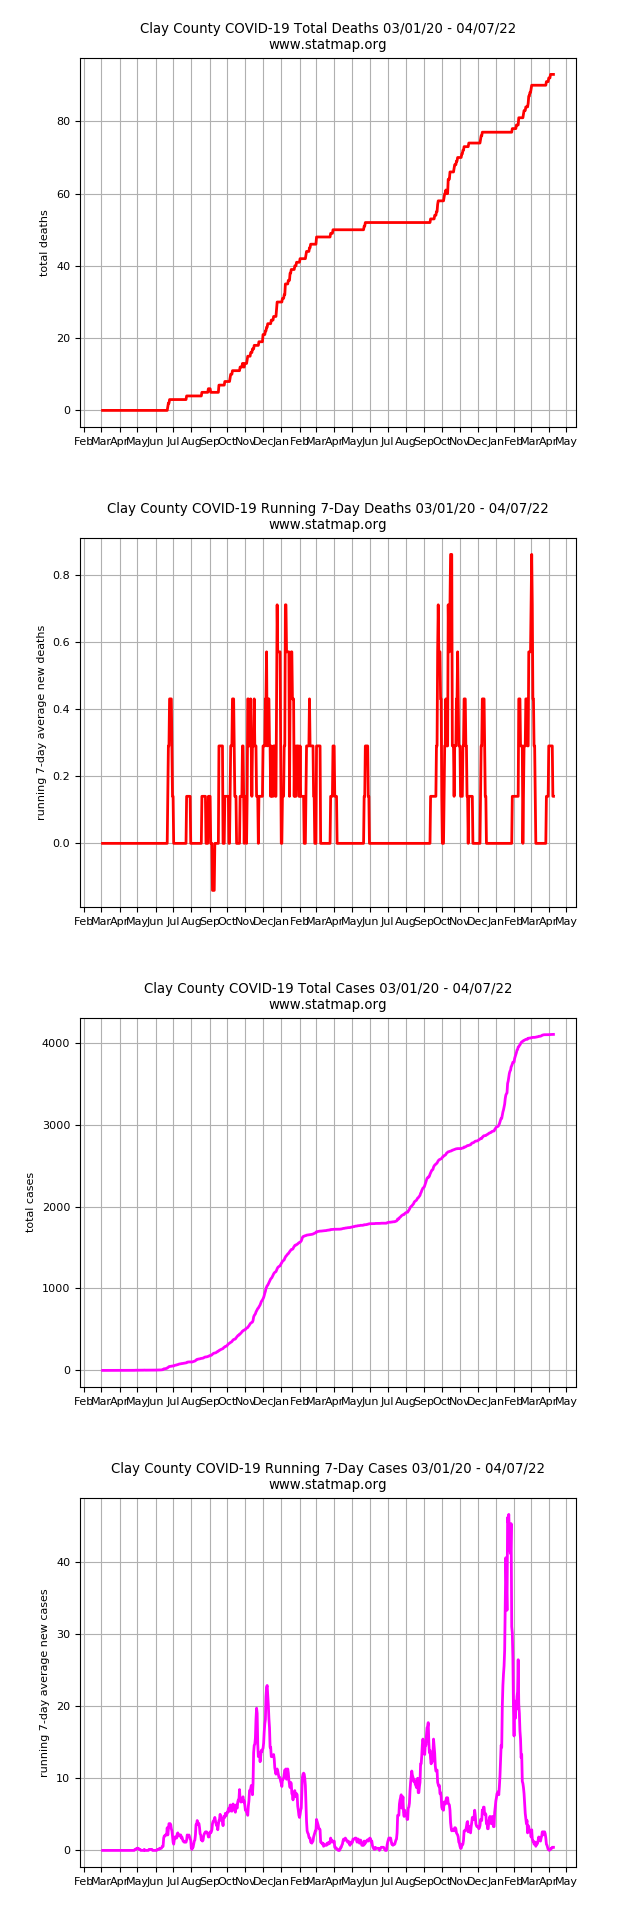 Clay County COVID-19 Total Deaths 03/01/20 - 04/07/22
www.statmap.org
80
60
40
20
0
total deaths
Feb Mar Apr May Jun Jul Aug Sep Oct Nov Dec Jan Feb Mar Apr May Jun Jul Aug Sep Oct Nov Dec Jan Feb Mar Apr May
Clay County COVID-19 Running 7-Day Deaths 03/01/20 - 04/07/22
www.statmap.org
0.8
0.6
0.4
0.2
0.0
running 7-day average new deaths
Feb Mar Apr May Jun Jul Aug Sep Oct Nov Dec Jan Feb Mar Apr May Jun Jul Aug Sep Oct Nov Dec Jan Feb Mar Apr May
Clay County COVID-19 Total Cases 03/01/20 - 04/07/22
www.statmap.org
4000
3000
2000
1000
0
total cases
Feb Mar Apr May Jun Jul Aug Sep Oct Nov Dec Jan Feb Mar Apr May Jun Jul Aug Sep Oct Nov Dec Jan Feb Mar Apr May
Clay County COVID-19 Running 7-Day Cases 03/01/20 - 04/07/22
www.statmap.org
40
30
20
10
0
running 7-day average new cases
Feb Mar Apr May Jun Jul Aug Sep Oct Nov Dec Jan Feb Mar Apr May Jun Jul Aug Sep Oct Nov Dec Jan Feb Mar Apr May